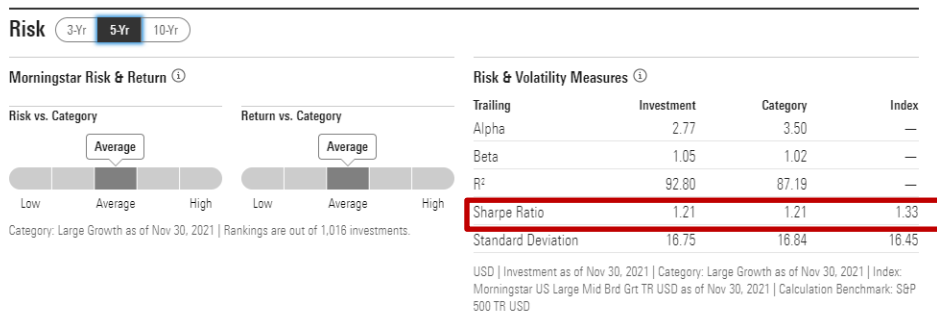 Risk 3-Yr 5-Yr 10-Yr
Morningstar Risk & Return
Risk vs. Category
Average
Low Average High
Return vs. Category
Average
Low Average High
Category: Large Growth as of Nov 30, 2021 | Rankings are out of 1,016 investments.
Risk & Volatility Measures
Trailing Investment Category Index
Alpha 2.77 3.50 —
Beta 1.05 1.02 —
R² 92.80 87.19 —
Sharpe Ratio 1.21 1.21 1.33
Standard Deviation 16.75 16.84 16.45
USD | Investment as of Nov 30, 2021 | Category: Large Growth as of Nov 30, 2021 | Index:
Morningstar US Large Mid Brd Grt TR USD as of Nov 30, 2021 | Calculation Benchmark: S&P
500 TR USD